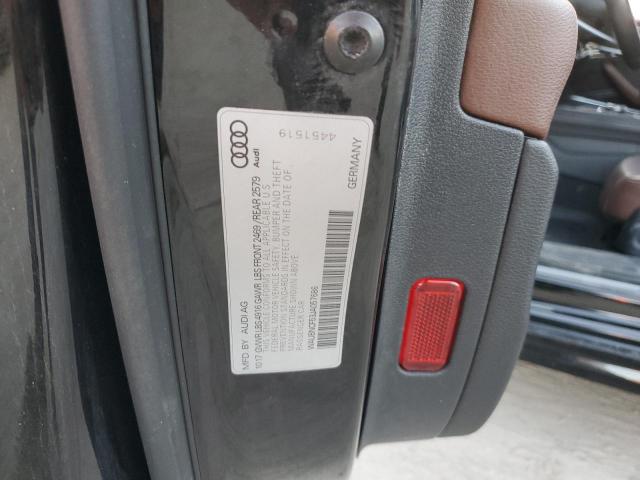 Audi
MFD BY AUDI AG
10 17 GVWR LBS 4916 GAWR LBS FRONT 2469 / REAR 2579
THIS VEHICLE CONFORMS TO ALL APPLICABLE U S
FEDERAL MOTOR VEHICLE SAFETY, BUMPER AND THEFT
PREVENTION STANDARDS IN EFFECT ON THE DATE OF
MANUFACTURE SHOWN ABOVE.
PASSENGER CAR
GERMANY
4451519